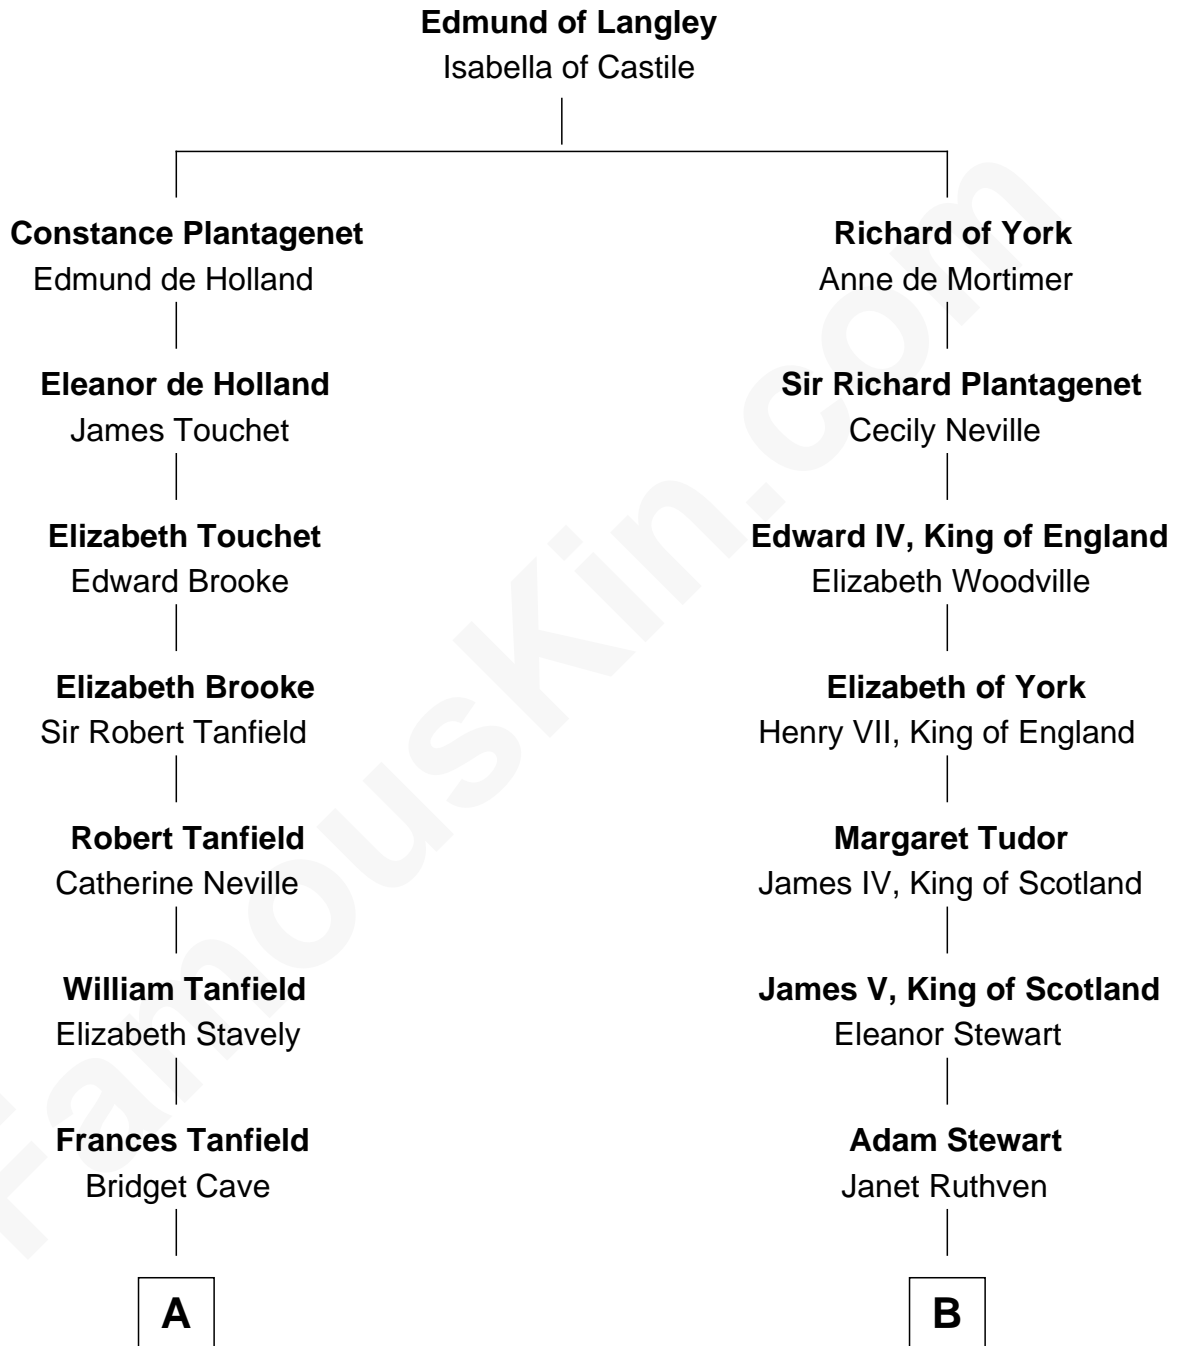 Edmund of Langley
Isabella of Castile
Constance Plantagenet
Edmund de Holland
Richard of York
Anne de Mortimer
Eleanor de Holland
James Touchet
Sir Richard Plantagenet
Cecily Neville
Elizabeth Touchet
Edward Brooke
Edward IV, King of England
Elizabeth Woodville
Elizabeth Brooke
Sir Robert Tanfield
Elizabeth of York
Henry VII, King of England
Robert Tanfield
Catherine Neville
Margaret Tudor
James IV, King of Scotland
William Tanfield
Elizabeth Stavely
James V, King of Scotland
Eleanor Stewart
Frances Tanfield
Bridget Cave
Adam Stewart
Janet Ruthven
A
B
FamousKin.com